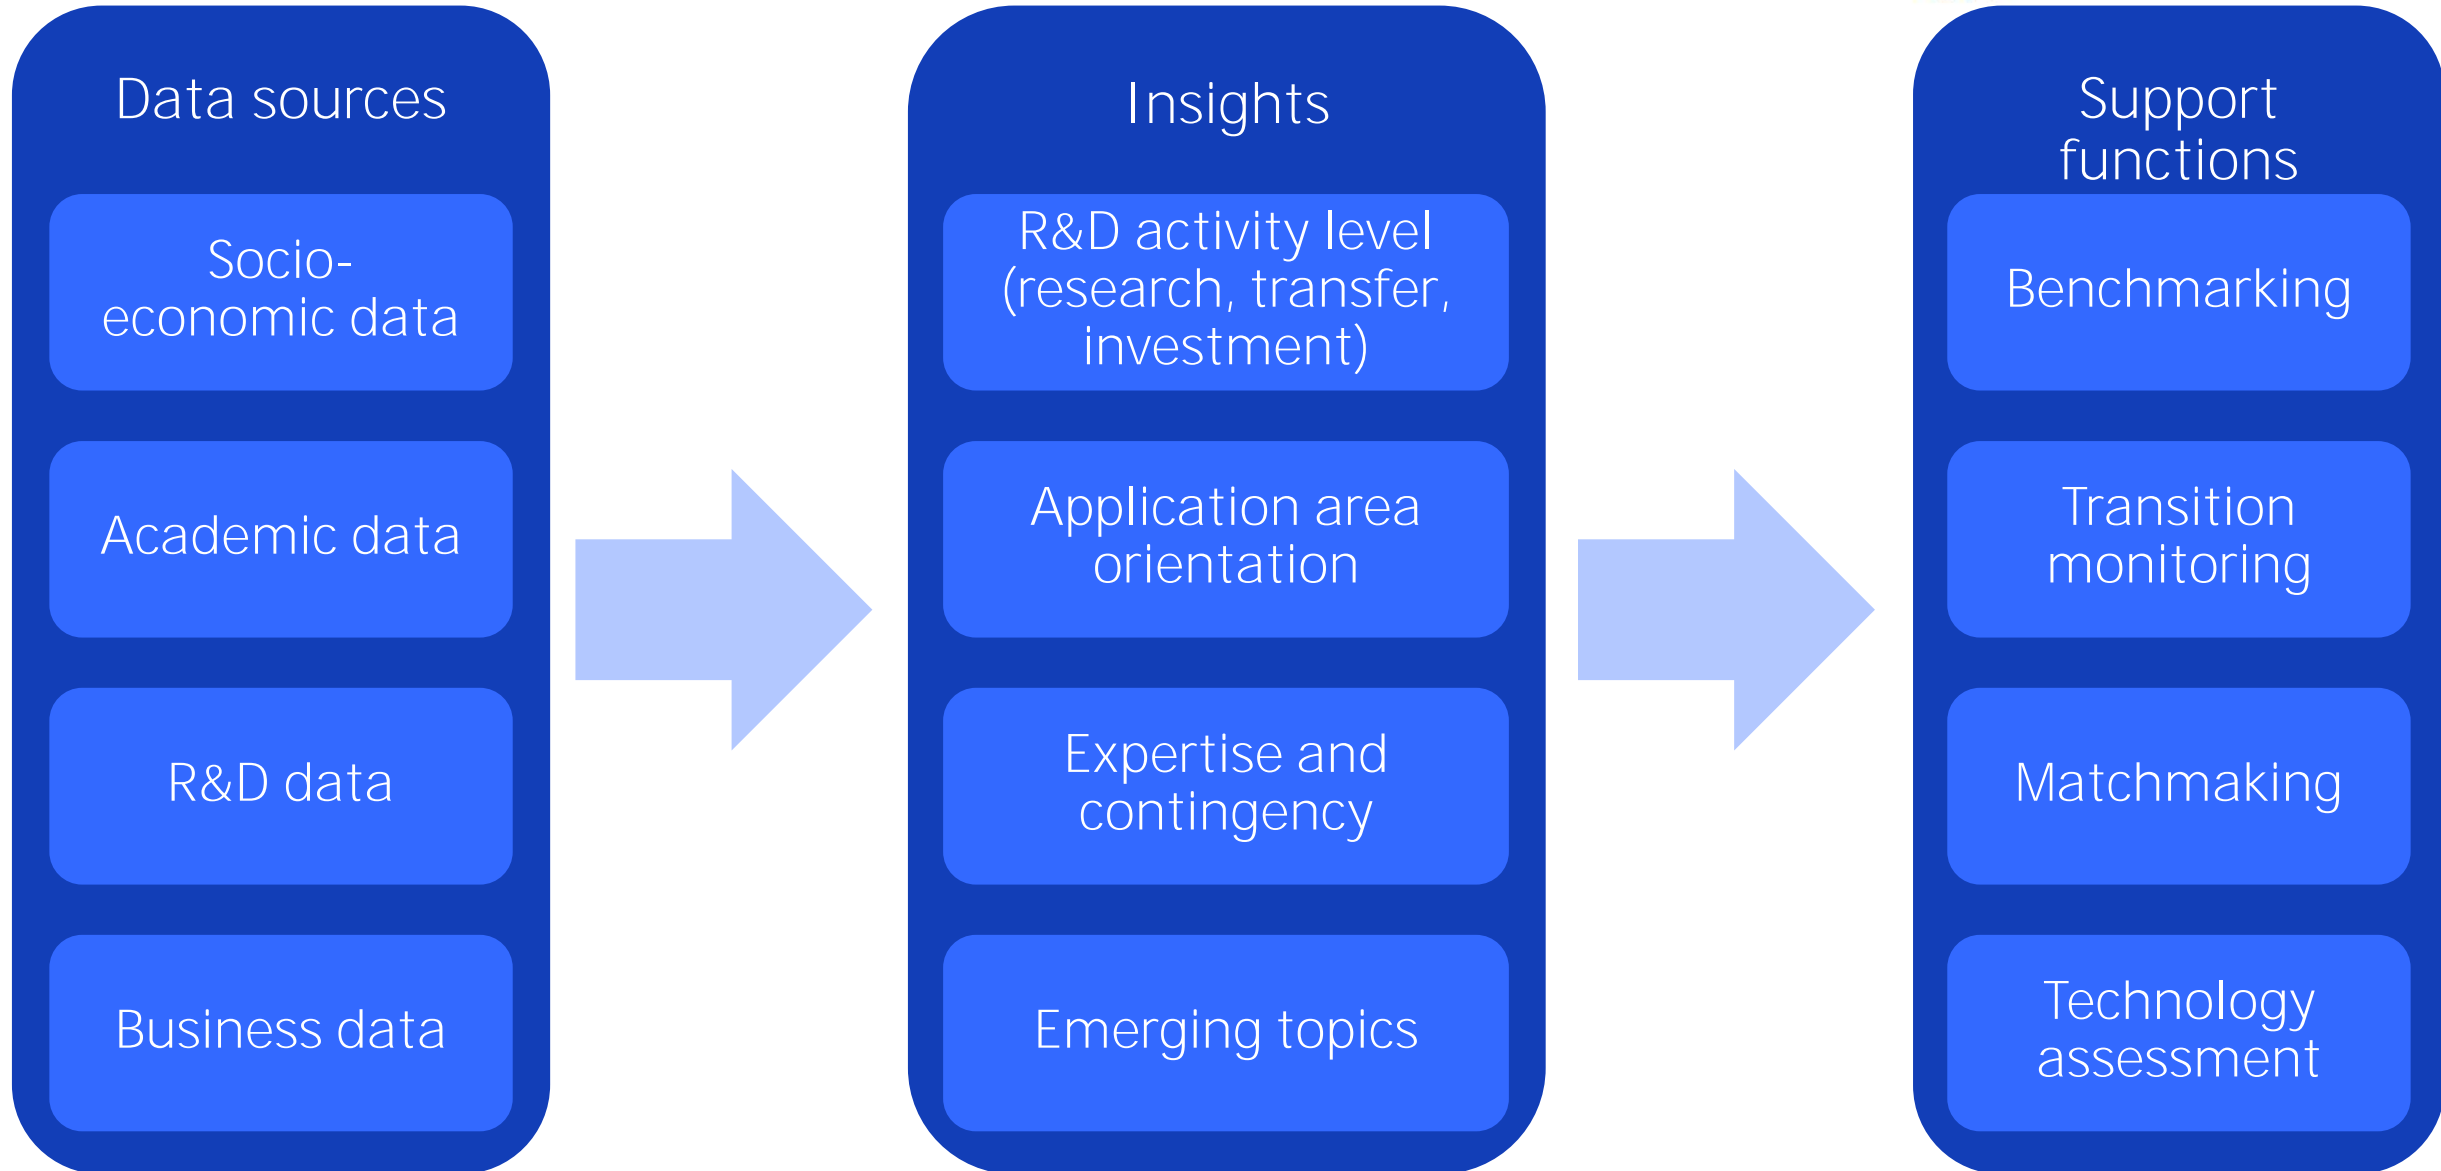 Data sources
Socio-
economic data
Academic data
R&D data
Business data
Insights
R&D activity level
(research, transfer,
investment)
Application area
orientation
Expertise and
contingency
Emerging topics
Support
functions
Benchmarking
Transition
monitoring
Matchmaking
Technology
assessment